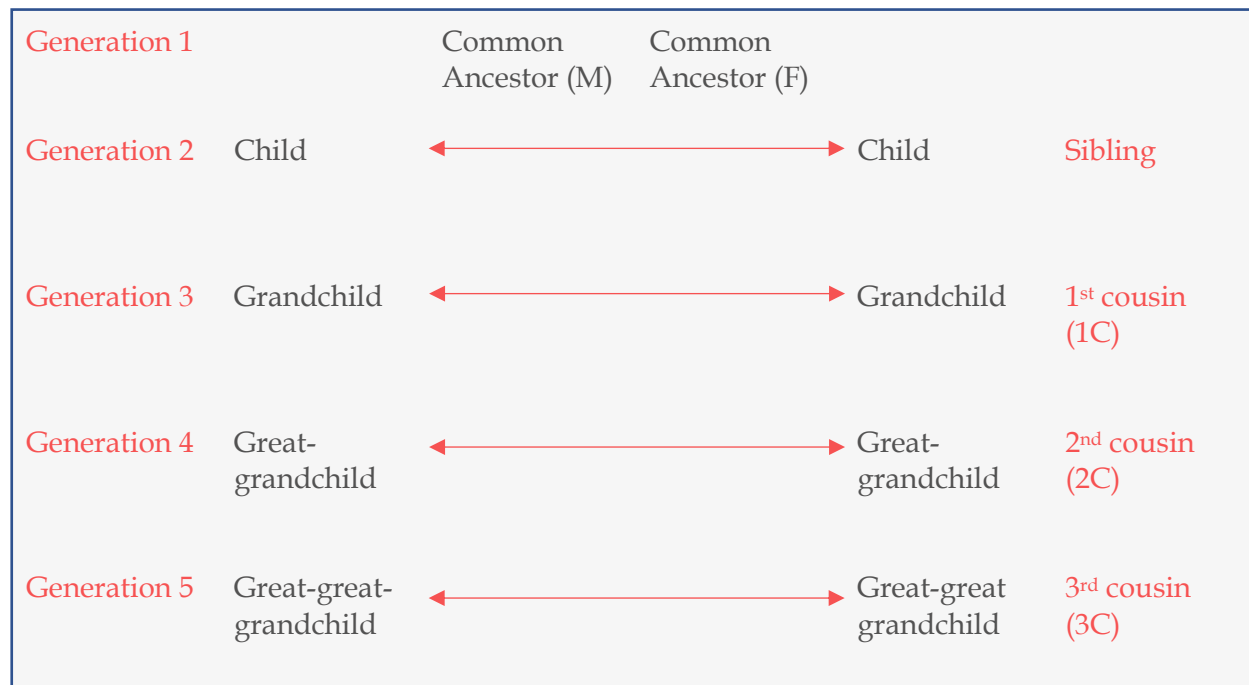 Generation 1 Common Common
Ancestor (M) Ancestor (F)
Generation 2 Child Child Sibling
Generation 3 Grandchild Grandchild 1st cousin
(1C)
Generation 4 Great- Great- 2nd cousin
grandchild grandchild (2C)
Generation 5 Great-great- Great-great 3rd cousin
grandchild grandchild (3C)